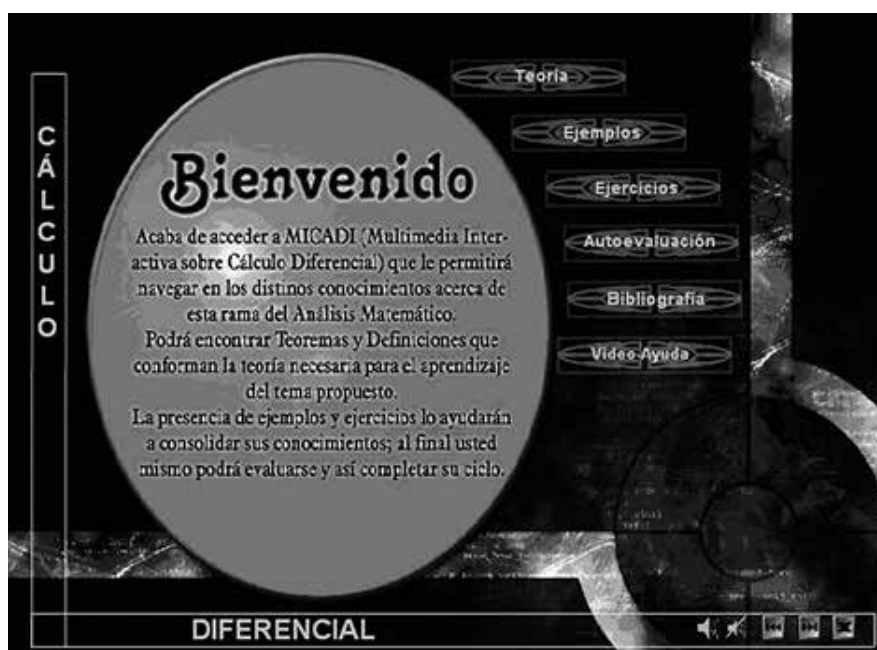 CÁLCULO
Bienvenido
Acaba de acceder a MICADI (Multimedia Inter-
activa sobre Cálculo Diferencial) que le permitirá
navegar en los distinos conocimientos acerca de
esta rama del Análisis Matemático.
Podrá encontrar Teoremas y Definiciones que
conforman la teoría necesaria para el aprendizaje
del tema propuesto.
La presencia de ejemplos y ejercicios lo ayudarán
a consolidar sus conocimientos; al final usted
mismo podrá evaluarse y así completar su ciclo.
Teoría
Ejemplos
Ejercicios
Autoevaluación
Bibliografía
Video Ayuda
DIFERENCIAL